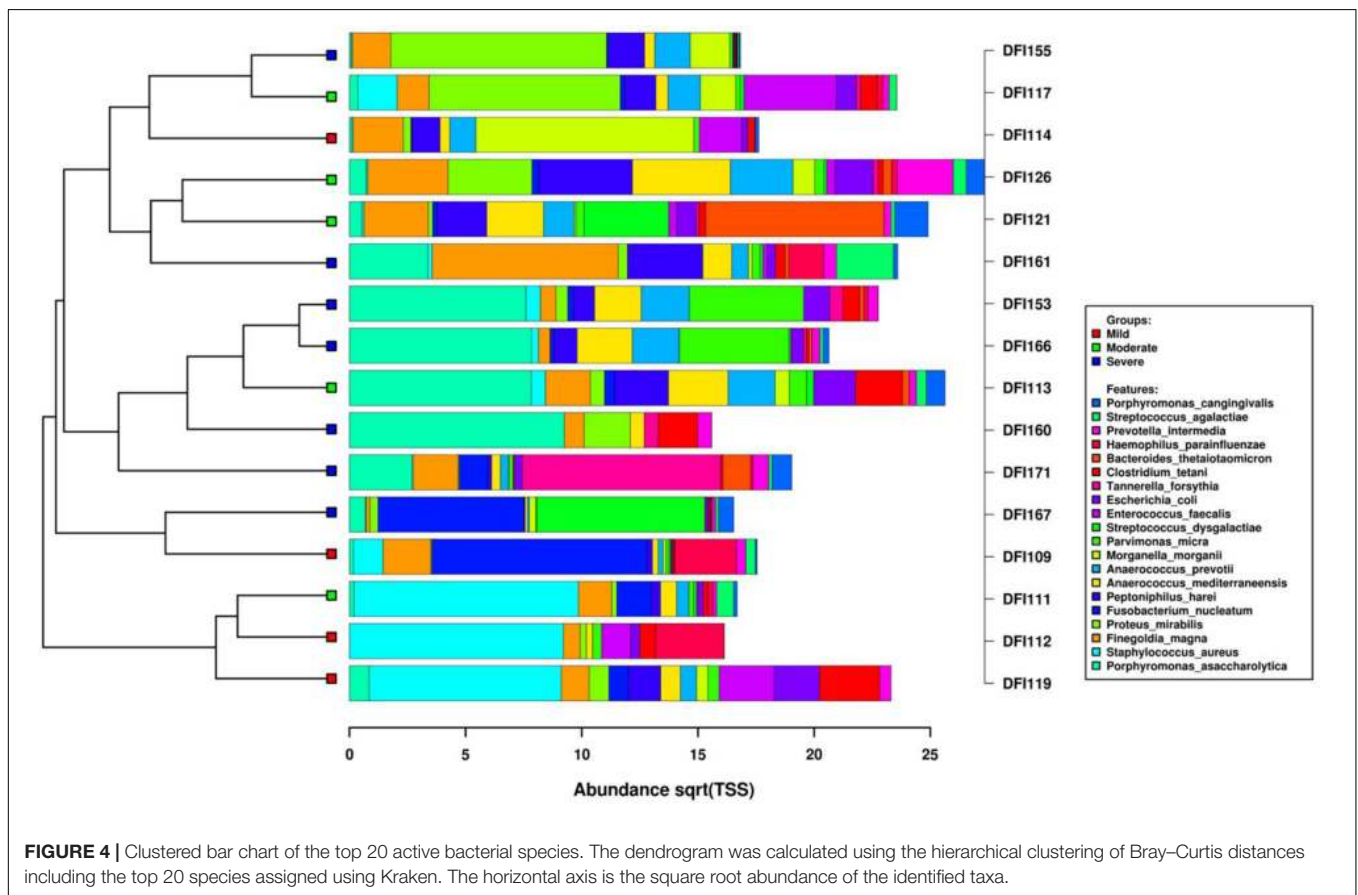 DFI155
DFI117
DFI114
DFI126
DFI121
DFI161
DFI153
DFI166
DFI113
DFI160
DFI171
DFI167
DFI109
DFI111
DFI112
DFI119
Groups:
Mild
Moderate
Severe
Features:
Porphyromonas_cangingivalis
Streptococcus_agalactiae
Prevotella_intermedia
Haemophilus_parainfluenzae
Bacteroides_thetaiotaomicron
Clostridium_tetani
Tannerella_forsythia
Escherichia_coli
Enterococcus_faecalis
Streptococcus_dysgalactiae
Parvimonas_micra
Morganella_morganii
Anaerococcus_prevotii
Anaerococcus_mediterraneensis
Peptoniphilus_harei
Fusobacterium_nucleatum
Proteus_mirabilis
Finegoldia_magna
Staphylococcus_aureus
Porphyromonas_asaccharolytica
0 5 10 15 20 25
Abundance sqrt(TSS)
FIGURE 4 | Clustered bar chart of the top 20 active bacterial species. The dendrogram was calculated using the hierarchical clustering of Bray–Curtis distances
including the top 20 species assigned using Kraken. The horizontal axis is the square root abundance of the identified taxa.